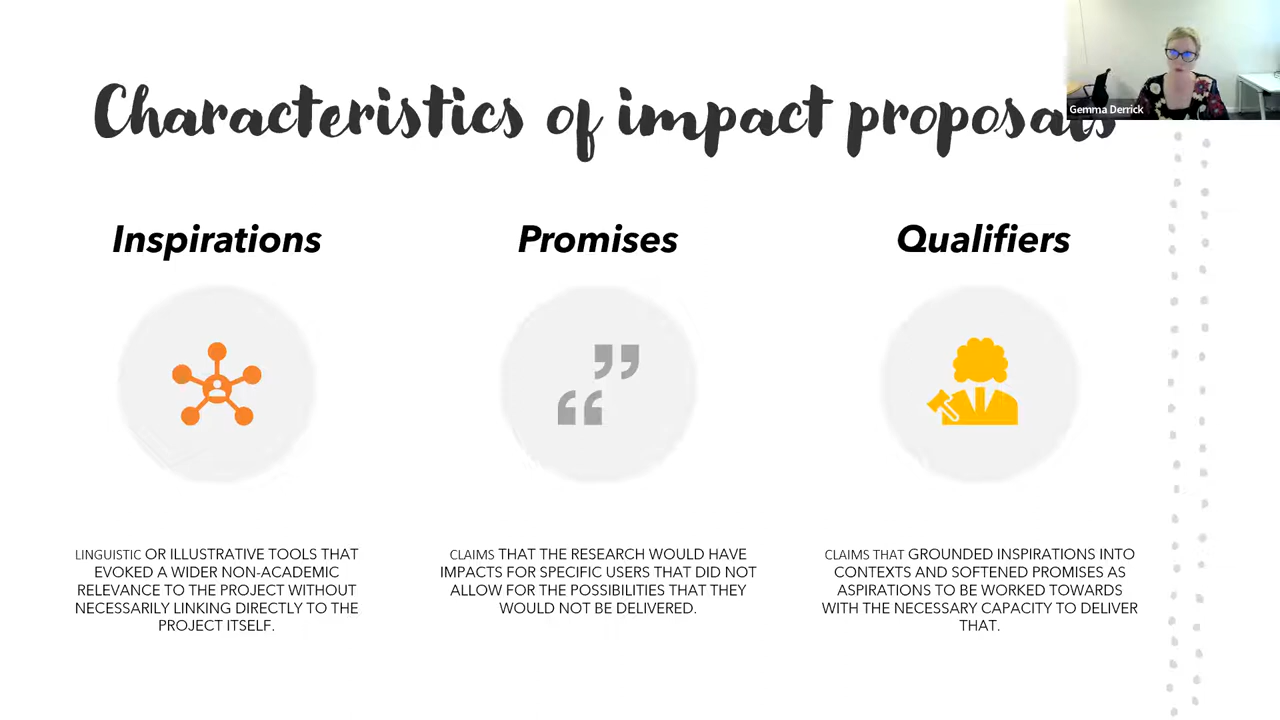 Characteristics of impact proposals
Gemma Derrick
Inspirations
Promises
Qualifiers
LINGUISTIC OR ILLUSTRATIVE TOOLS THAT
EVOKED A WIDER NON-ACADEMIC
RELEVANCE TO THE PROJECT WITHOUT
NECESSARILY LINKING DIRECTLY TO THE
PROJECT ITSELF.
CLAIMS THAT THE RESEARCH WOULD HAVE
IMPACTS FOR SPECIFIC USERS THAT DID NOT
ALLOW FOR THE POSSIBILITIES THAT THEY
WOULD NOT BE DELIVERED.
CLAIMS THAT GROUNDED INSPIRATIONS INTO
CONTEXTS AND SOFTENED PROMISES AS
ASPIRATIONS TO BE WORKED TOWARDS
WITH THE NECESSARY CAPACITY TO DELIVER
THAT.